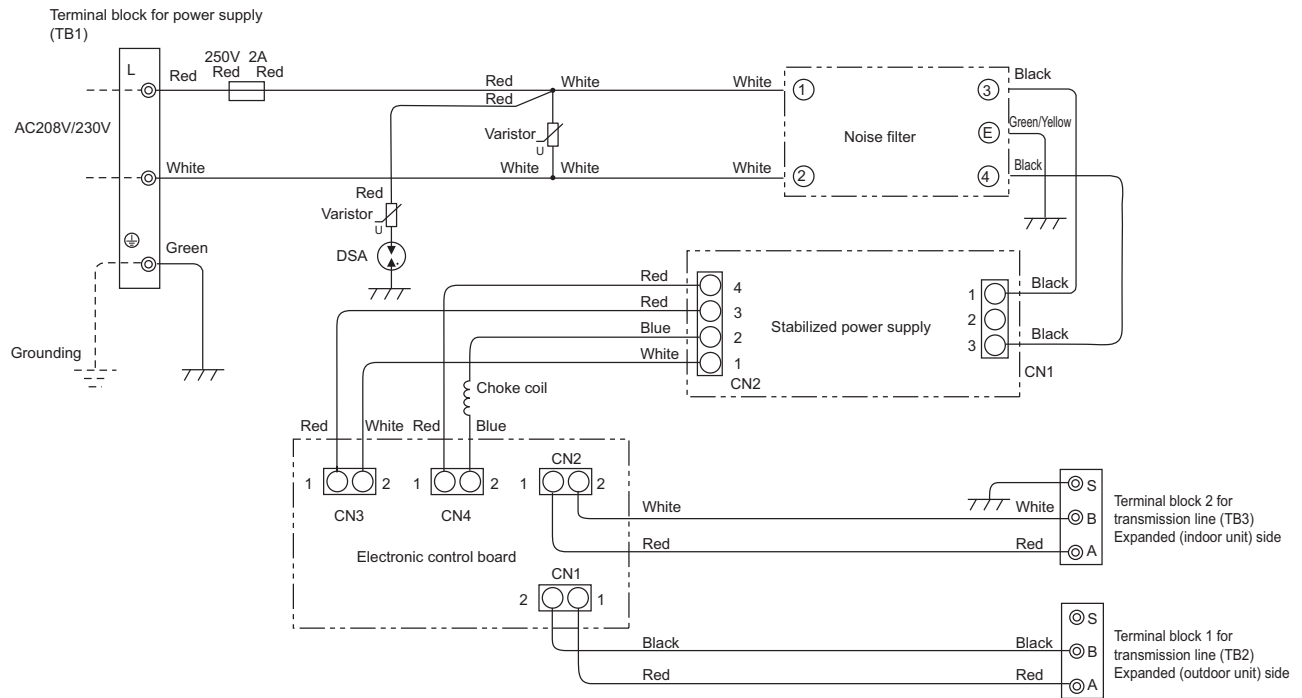 Terminal block for power supply
(TB1)
L
AC208V/230V
Red
250V 2A
Red Red
Red
Red
White
White
Varistor
U
White
White White
White
Red
Varistor
U
DSA
Green
Grounding
1
2
Noise filter
3
E
4
Black
Green/Yellow
Black
Red
Red
Blue
White
4
3
2
1
CN2
Stabilized power supply
1
2
3
CN1
Black
Black
Choke coil
Red White Red Blue
1 2
CN3
1 2
CN4
CN2
1 2
Electronic control board
CN1
2 1
White White
Red Red
S
B
A
Terminal block 2 for
transmission line (TB3)
Expanded (indoor unit) side
Black Black
Red Red
S
B
A
Terminal block 1 for
transmission line (TB2)
Expanded (outdoor unit) side